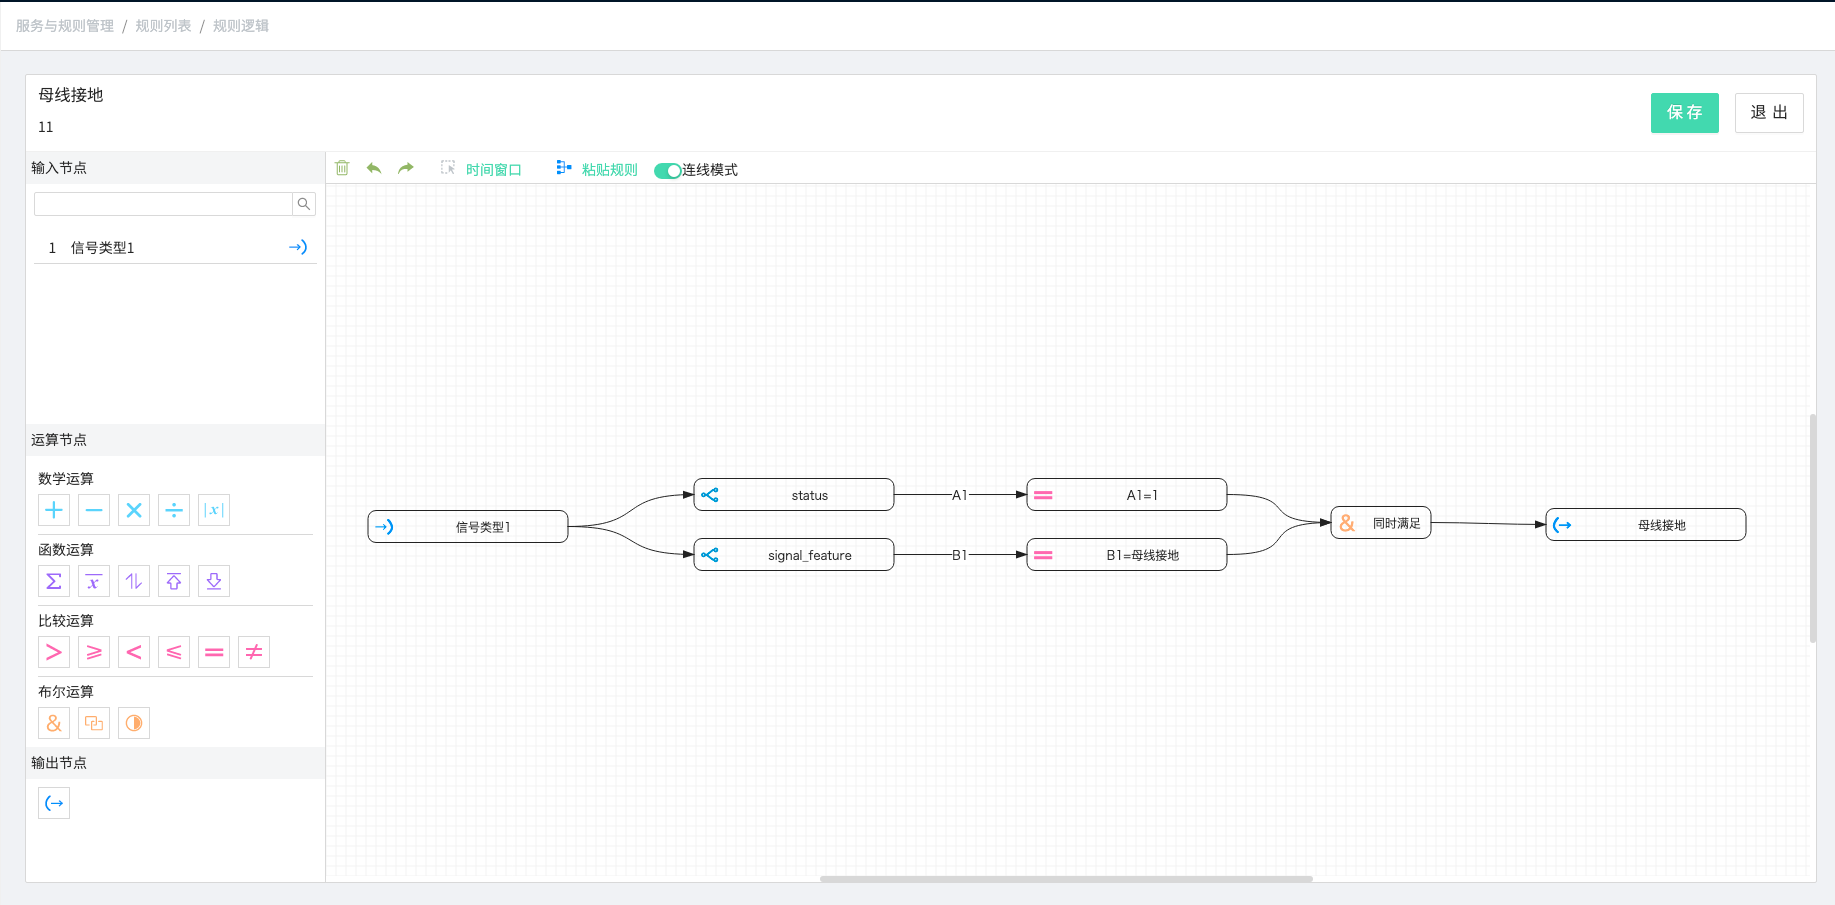 服务与规则管理 / 规则列表 / 规则逻辑
母线接地
11
保 存
退 出
输入节点
时间窗口
粘贴规则
连线模式
1 信号类型1
运算节点
数学运算
|x|
函数运算
比较运算
布尔运算
输出节点
信号类型1
status
A1
A1=1
signal_feature
B1
B1=母线接地
同时满足
母线接地